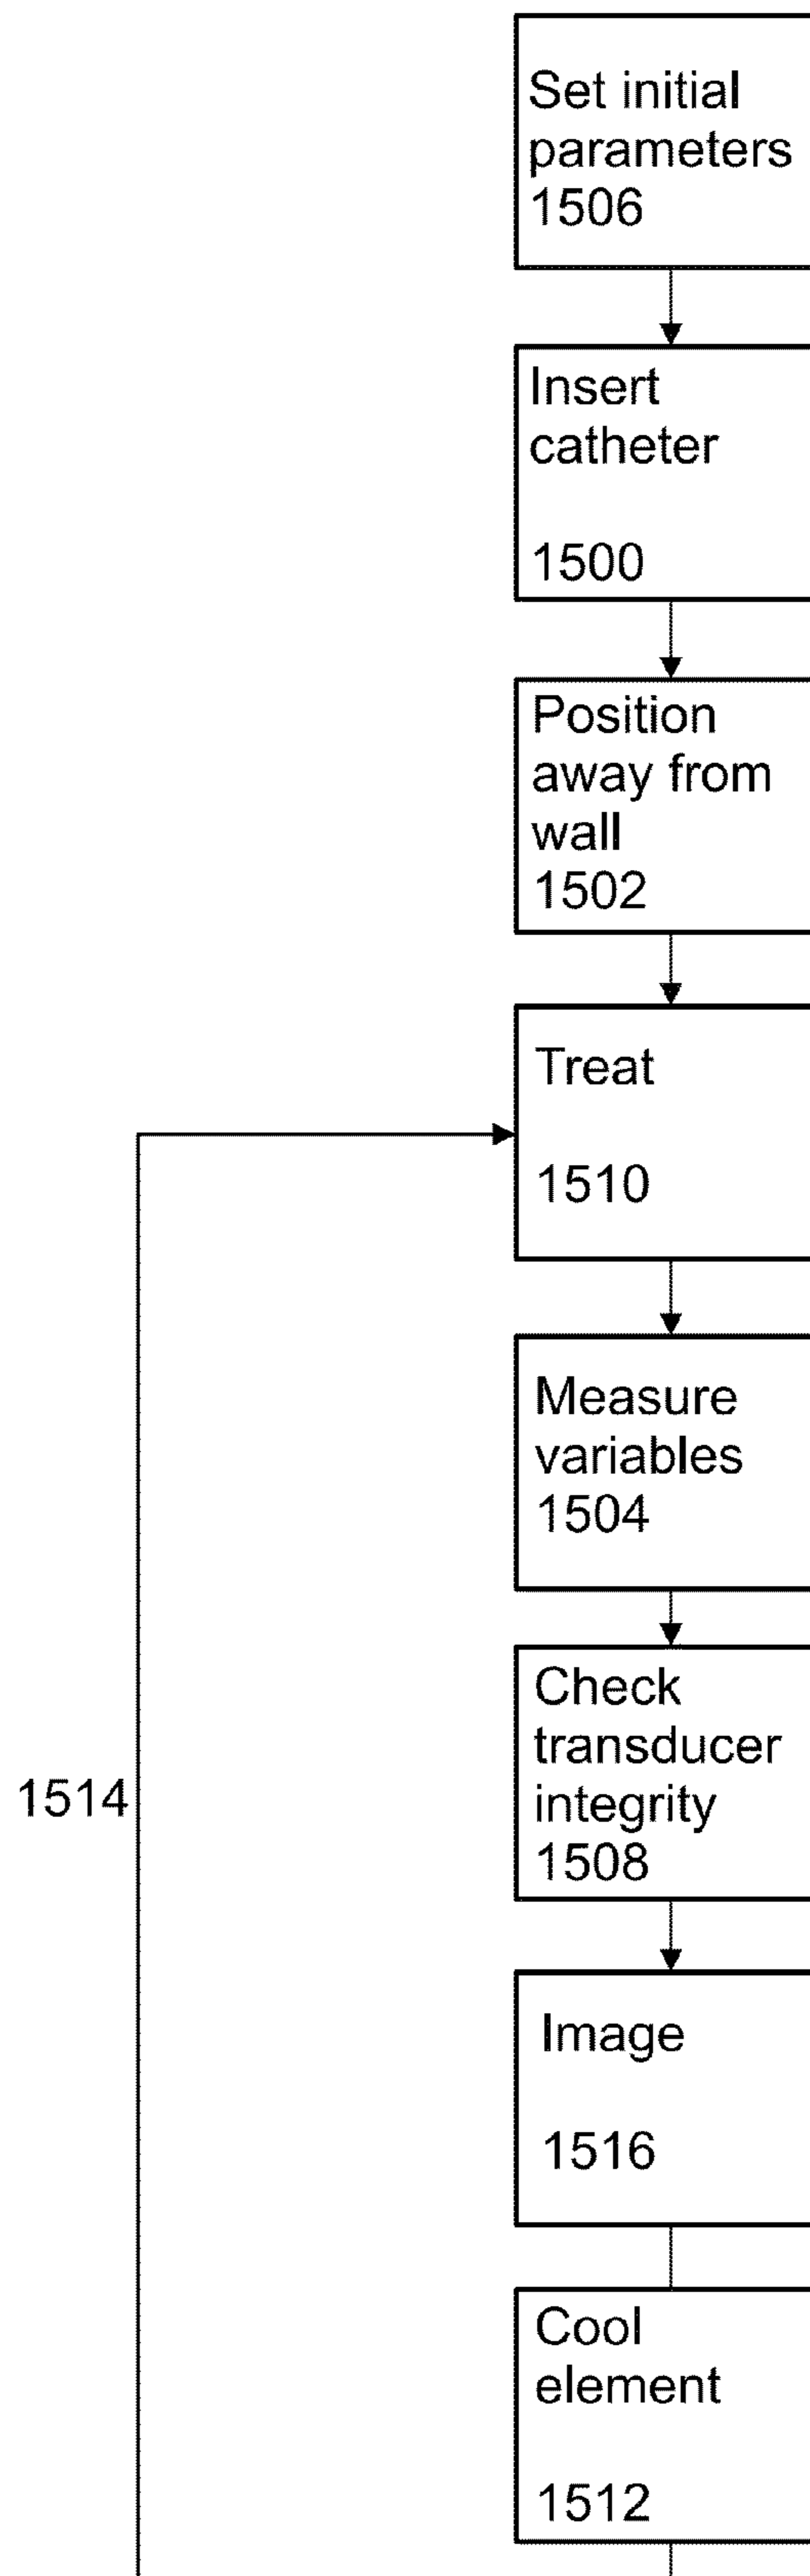 Set initial
parameters
1506
Insert
catheter
1500
Position
away from
wall
1502
Treat
1510
Measure
variables
1504
Check
transducer
integrity
1508
1514
Image
1516
Cool
element
1512